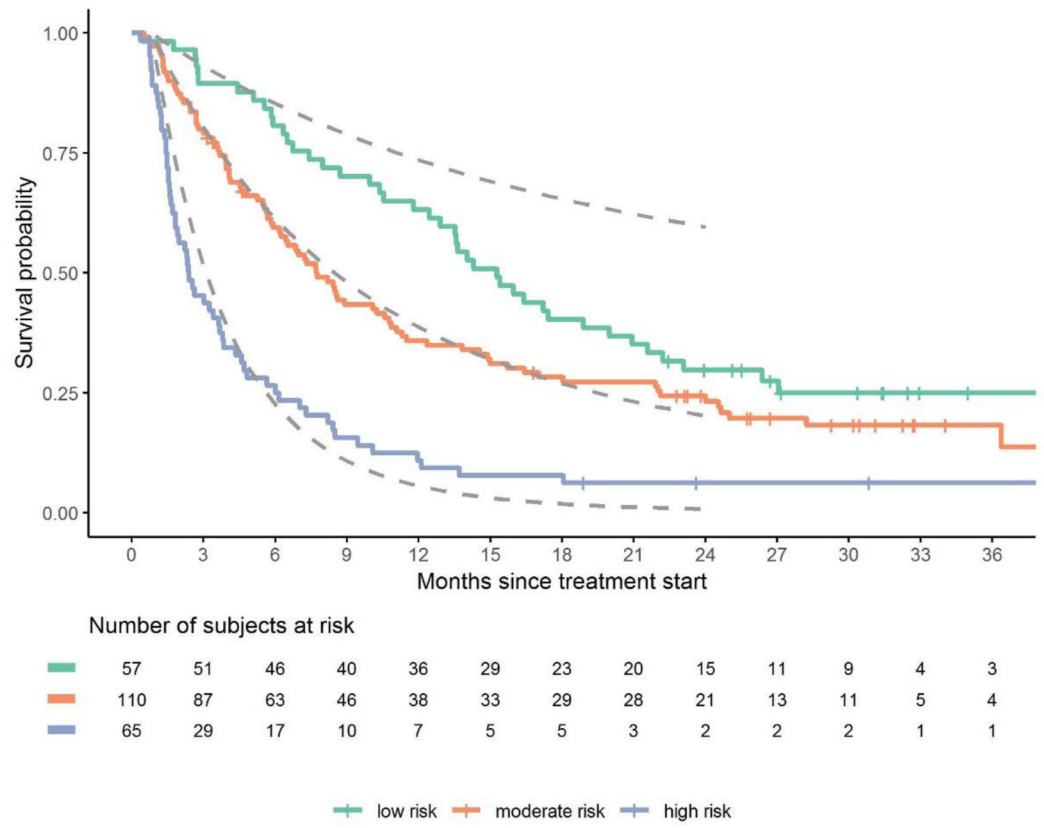 Survival probability
1.00
0.75
0.50
0.25
0.00
0 3 6 9 12 15 18 21 24 27 30 33 36
Months since treatment start
Number of subjects at risk
57 51 46 40 36 29 23 20 15 11 9 4 3
110 87 63 46 38 33 29 28 21 13 11 5 4
65 29 17 10 7 5 5 3 2 2 2 1 1
low risk moderate risk high risk